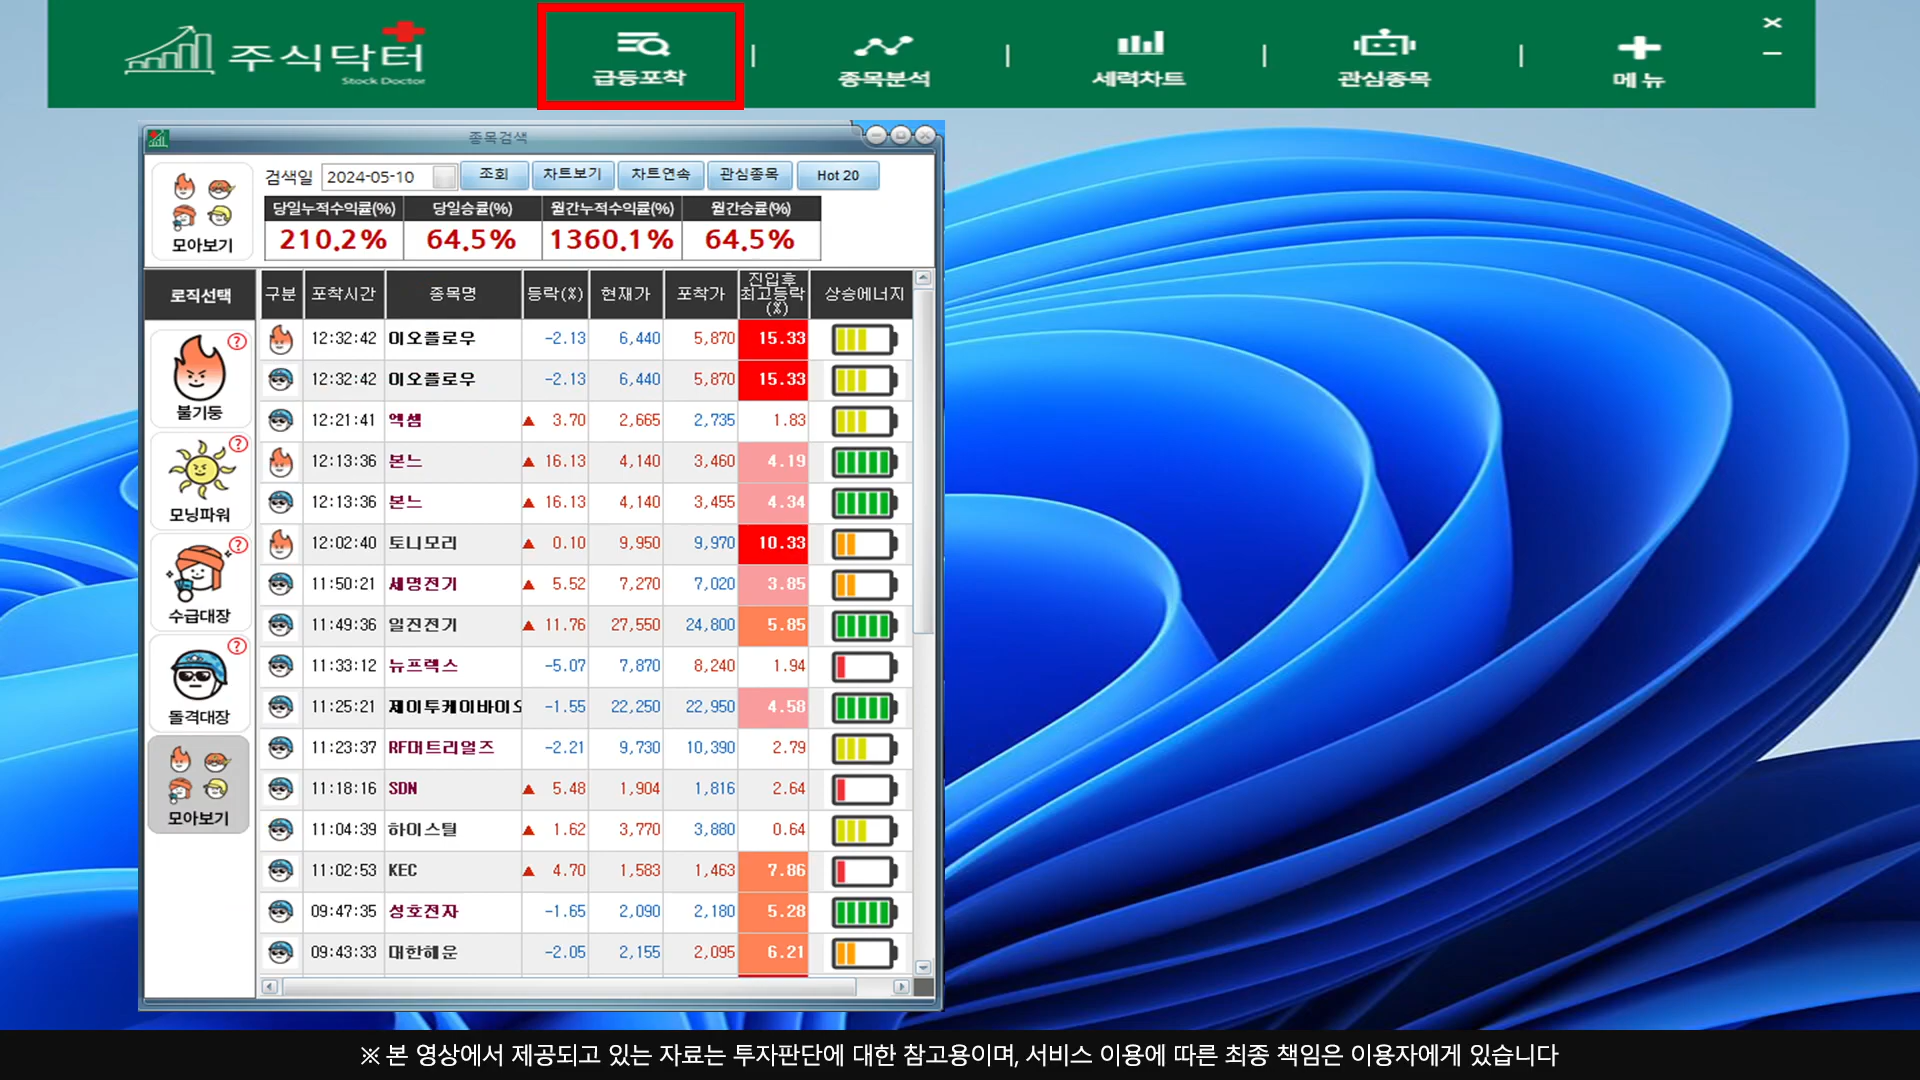 주식닥터
Stock Doctor
급등포착
종목분석
세력차트
관심종목
메뉴
종목검색
모아보기
검색일 2024-05-10 조회 차트보기 차트연속 관심종목 Hot 20
당일누적수익률(%) 당일승률(%) 월간누적수익률(%) 월간승률(%)
210.2% 64.5% 1360.1% 64.5%
로직선택
불기둥
모닝파워
수급대장
돌격대장
모아보기
구분 포착시간 종목명 등락(%) 현재가 포착가 진입후 최고등락 (%) 상승에너지
12:32:42 이오플로우 -2.13 6,440 5,870 15.33
12:32:42 이오플로우 -2.13 6,440 5,870 15.33
12:21:41 엑셈 ▲ 3.70 2,665 2,735 1.83
12:13:36 본느 ▲ 16.13 4,140 3,460 4.19
12:13:36 본느 ▲ 16.13 4,140 3,455 4.34
12:02:40 토니모리 ▲ 0.10 9,950 9,970 10.33
11:50:21 세명전기 ▲ 5.52 7,270 7,020 3.85
11:49:36 일진전기 ▲ 11.76 27,550 24,800 5.85
11:33:12 뉴프렉스 -5.07 7,870 8,240 1.94
11:25:21 제이투케이바이오 -1.55 22,250 22,950 4.58
11:23:37 RF머트리얼즈 -2.21 9,730 10,390 2.79
11:18:16 SDN ▲ 5.48 1,904 1,816 2.64
11:04:39 하이스틸 ▲ 1.62 3,770 3,880 0.64
11:02:53 KEC ▲ 4.70 1,583 1,463 7.86
09:47:35 성호전자 -1.65 2,090 2,180 5.28
09:43:33 대한해운 -2.05 2,155 2,095 6.21
※ 본 영상에서 제공되고 있는 자료는 투자판단에 대한 참고용이며, 서비스 이용에 따른 최종 책임은 이용자에게 있습니다